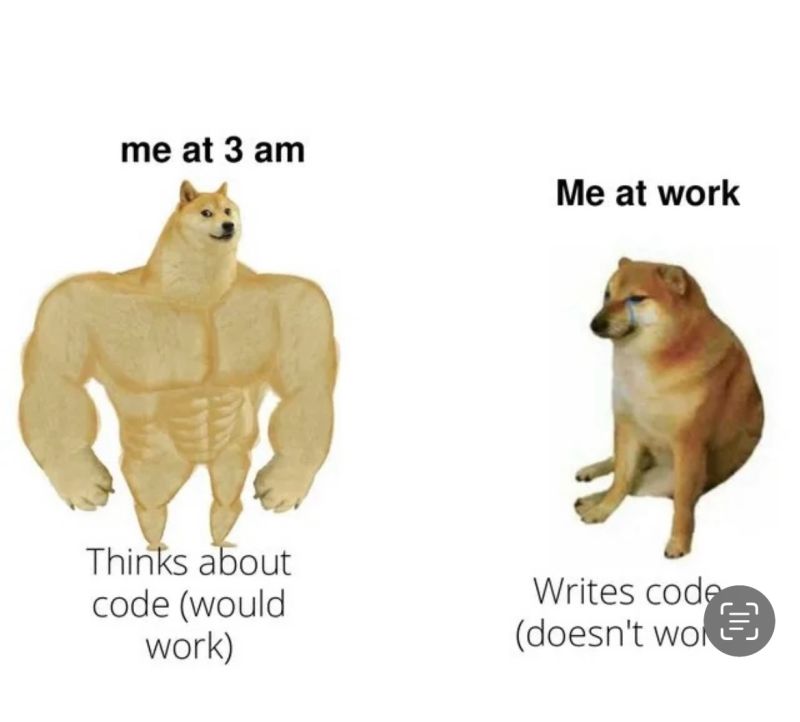 me at 3 am
Me at work
Thinks about
code (would
work)
Writes code
(doesn't